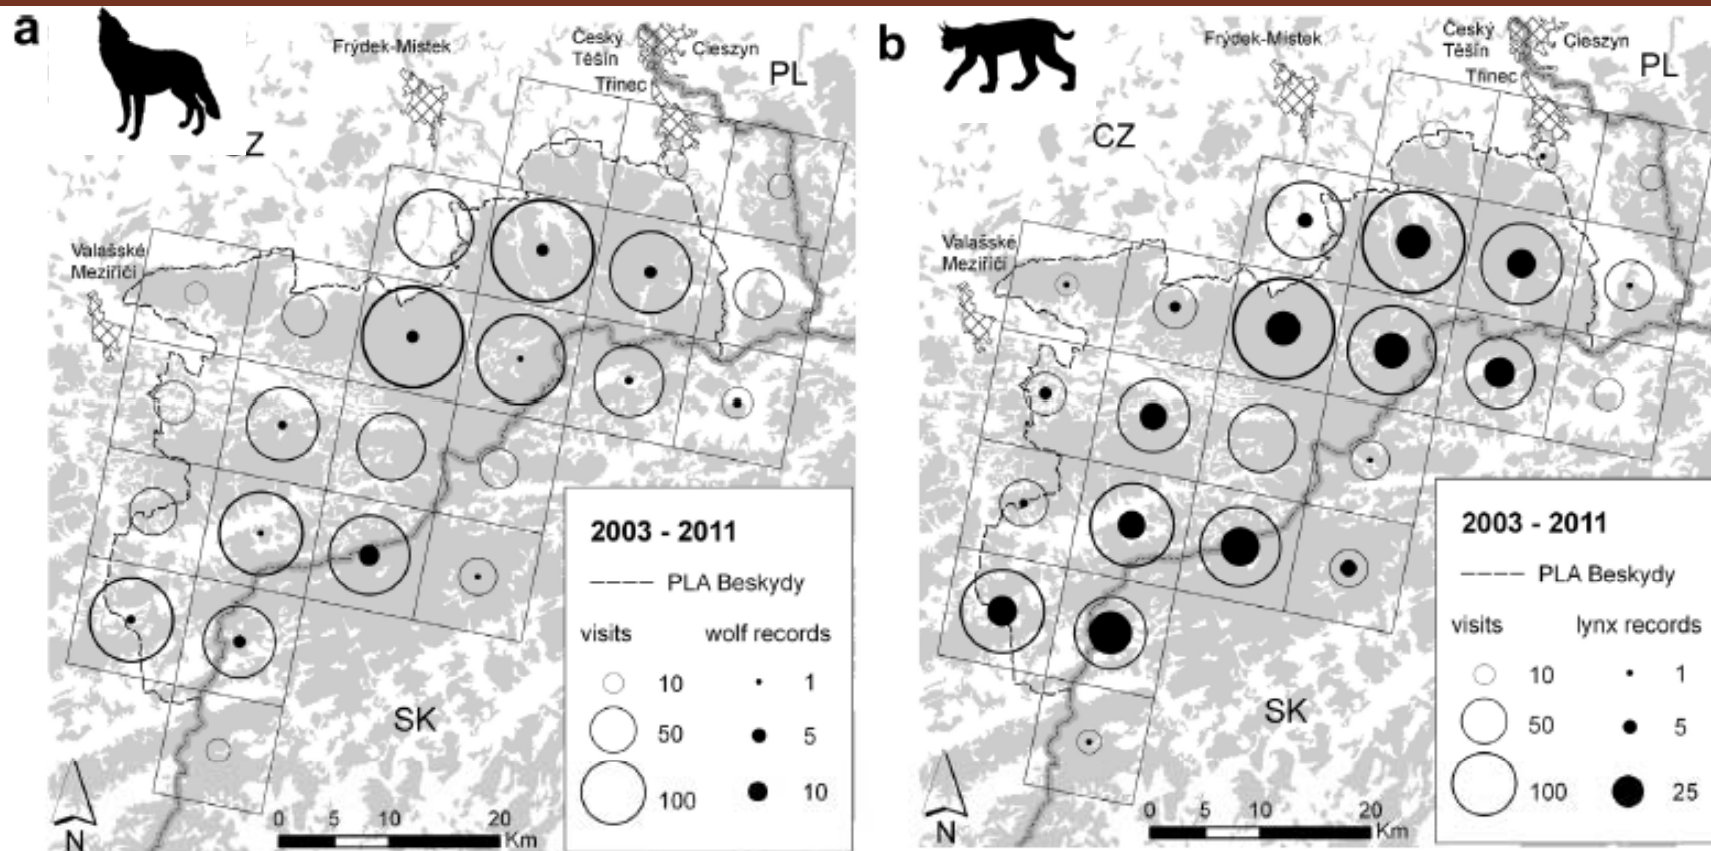 a
Frýdek-Místek
Český
Těšín
Cieszyn
Třinec
PL
Z
Valašské
Meziříčí
SK
2003 - 2011
PLA Beskydy
visits wolf records
10 1
50 5
100 10
N
0 5 10 20
Km
b
Frýdek-Místek
Český
Těšín
Cieszyn
Třinec
PL
CZ
Valašské
Meziříčí
SK
2003 - 2011
PLA Beskydy
visits lynx records
10 1
50 5
100 25
N
0 5 10 20
Km